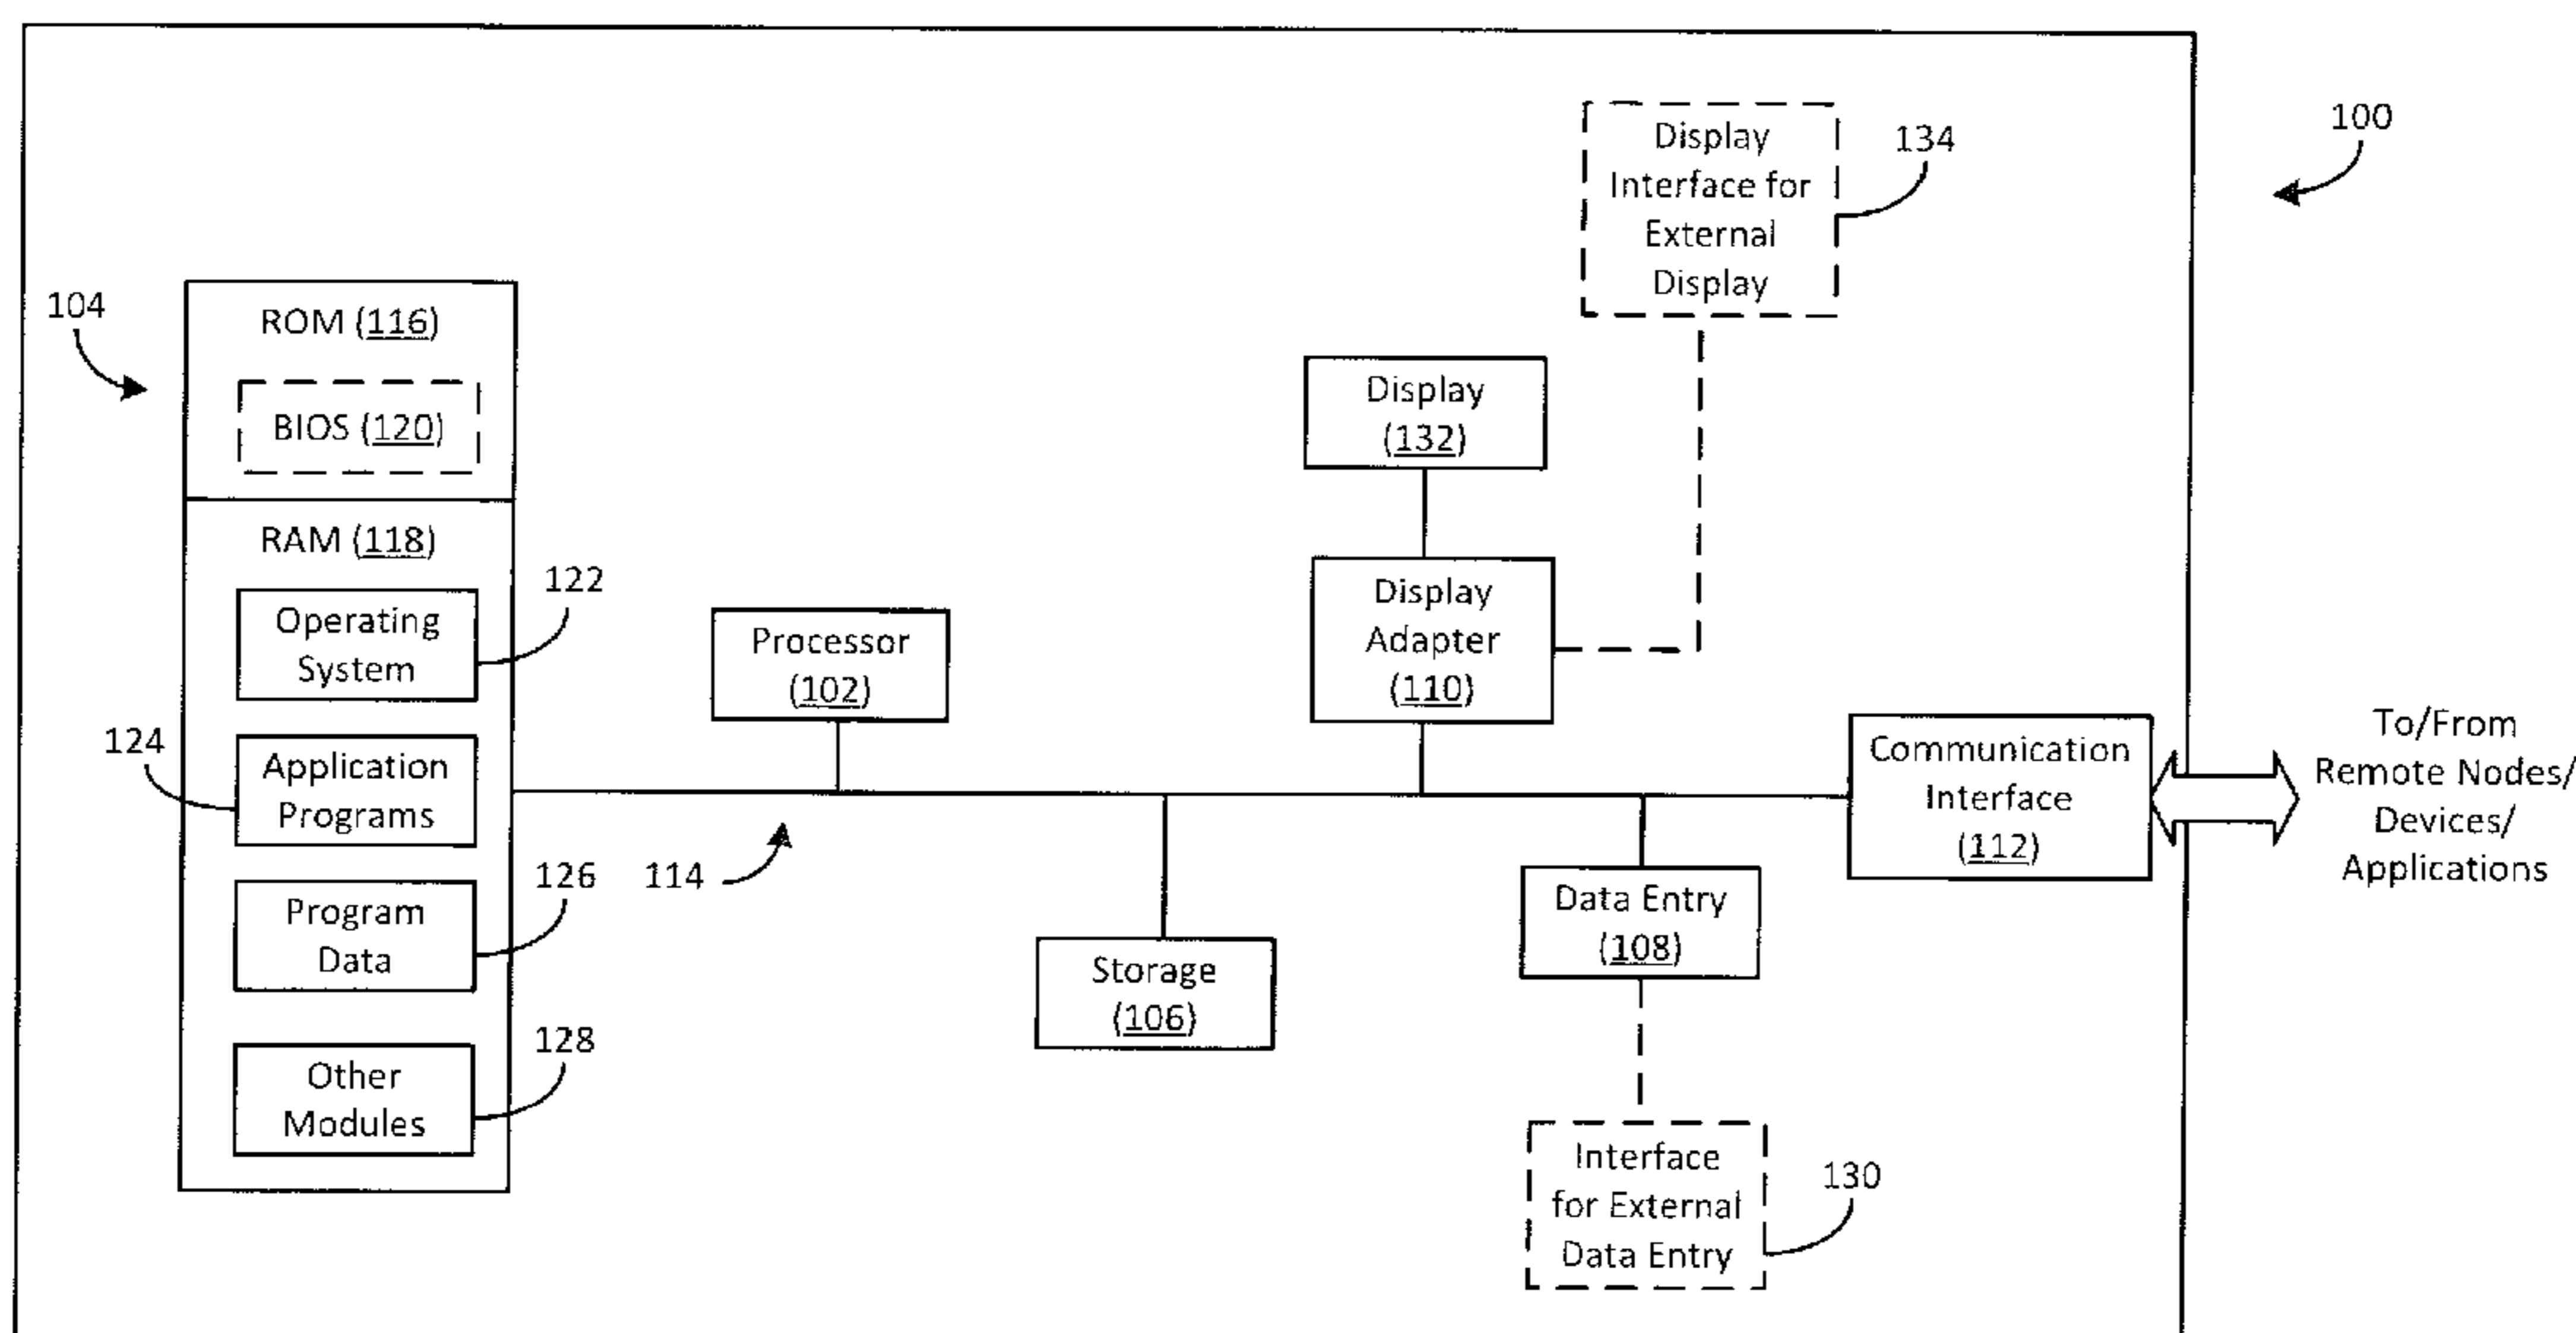 100
134
Display
Interface for
External
Display
104
ROM (116)
BIOS (120)
Display
(132)
RAM (118)
122
Operating
System
Processor
(102)
Display
Adapter
(110)
124
Application
Programs
Communication
Interface
(112)
To/From
Remote Nodes/
Devices/
Applications
126
114
Program
Data
Data Entry
(108)
Storage
(106)
128
Other
Modules
Interface
for External
Data Entry
130